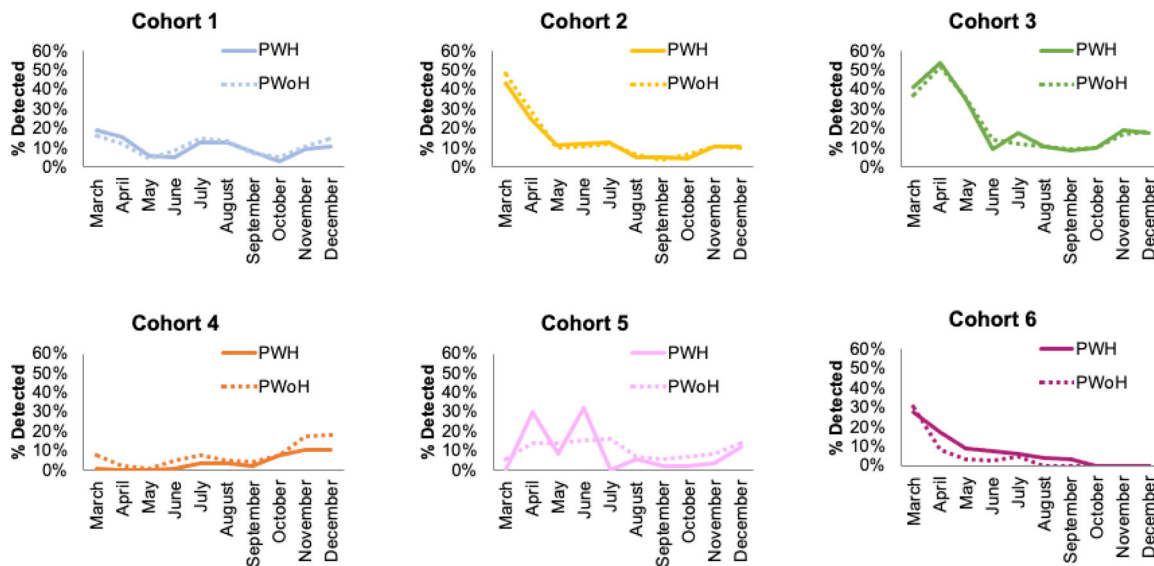 Cohort 1
% Detected
60%
50%
40%
30%
20%
10%
0%
PWH
PWoH
March
April
May
June
July
August
September
October
November
December
Cohort 2
% Detected
60%
50%
40%
30%
20%
10%
0%
PWH
PWoH
March
April
May
June
July
August
September
October
November
December
Cohort 3
% Detected
60%
50%
40%
30%
20%
10%
0%
PWH
PWoH
March
April
May
June
July
August
September
October
November
December
Cohort 4
% Detected
60%
50%
40%
30%
20%
10%
0%
PWH
PWoH
March
April
May
June
July
August
September
October
November
December
Cohort 5
% Detected
60%
50%
40%
30%
20%
10%
0%
PWH
PWoH
March
April
May
June
July
August
September
October
November
December
Cohort 6
% Detected
60%
50%
40%
30%
20%
10%
0%
PWH
PWoH
March
April
May
June
July
August
September
October
November
December